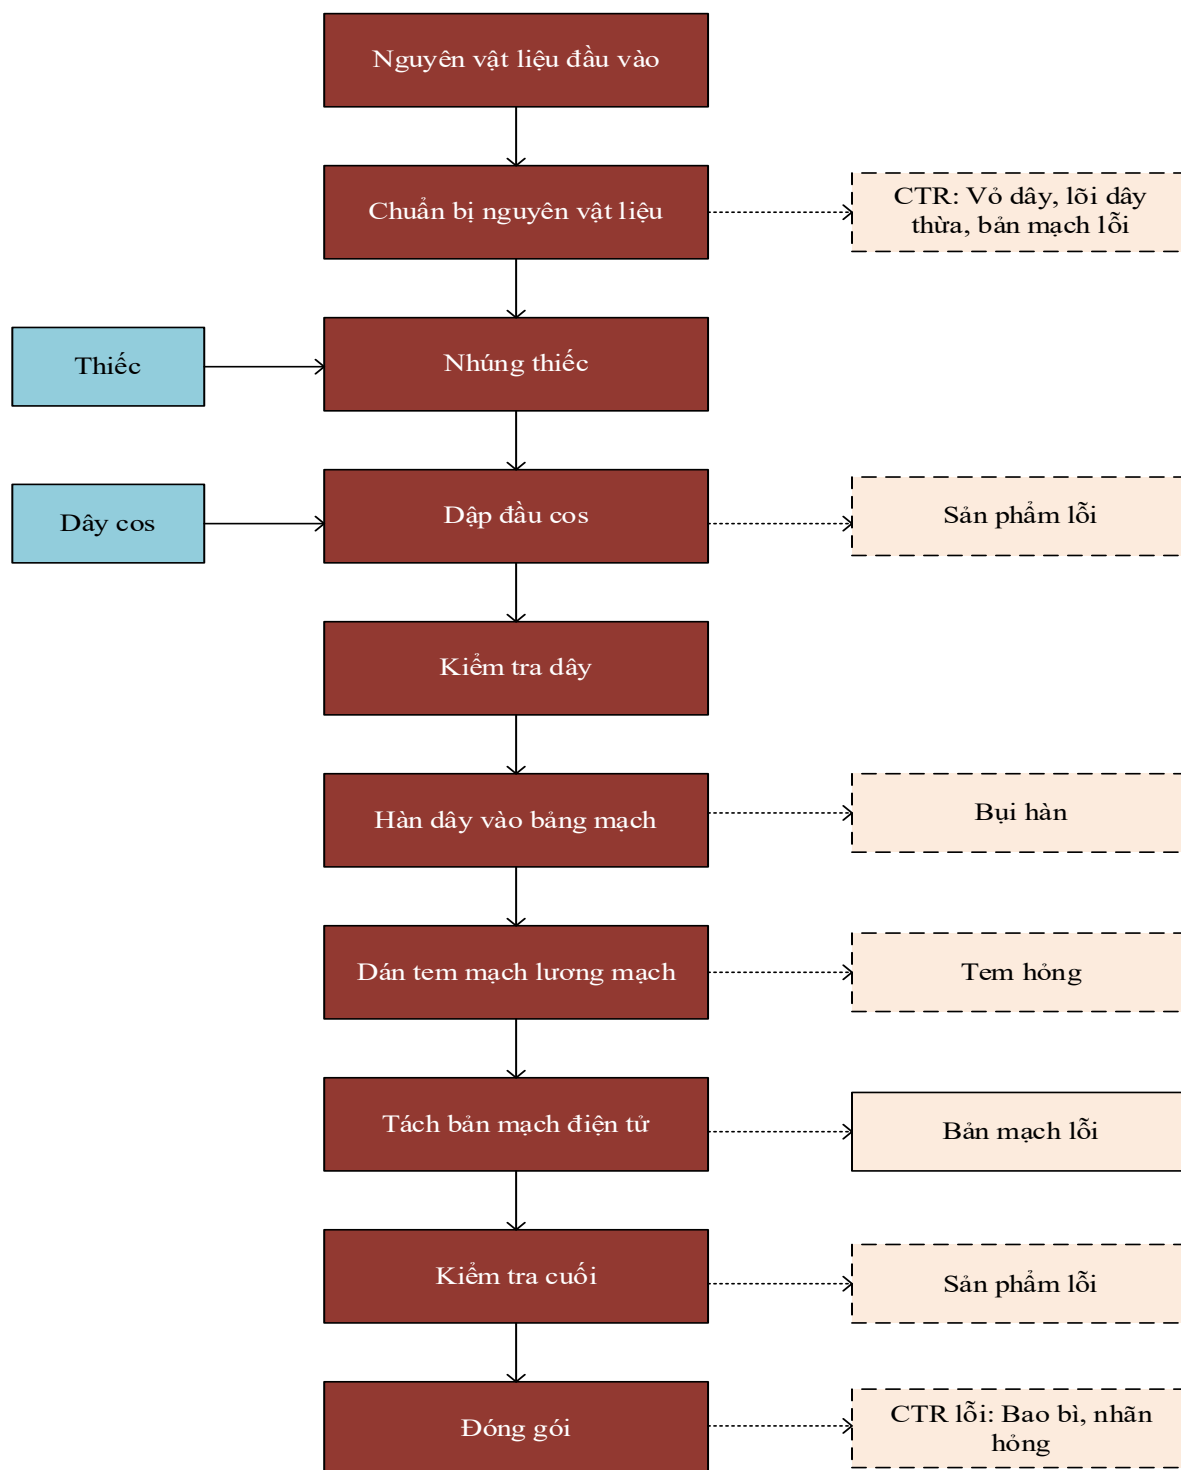 Nguyên vật liệu đầu vào
Chuẩn bị nguyên vật liệu
CTR: Vỏ dây, lõi dây
thừa, bản mạch lỗi
Thiếc
Nhúng thiếc
Dây cos
Dập đầu cos
Sản phẩm lỗi
Kiểm tra dây
Hàn dây vào bảng mạch
Bụi hàn
Dán tem mạch lương mạch
Tem hỏng
Tách bản mạch điện tử
Bản mạch lỗi
Kiểm tra cuối
Sản phẩm lỗi
Đóng gói
CTR lỗi: Bao bì, nhãn
hỏng